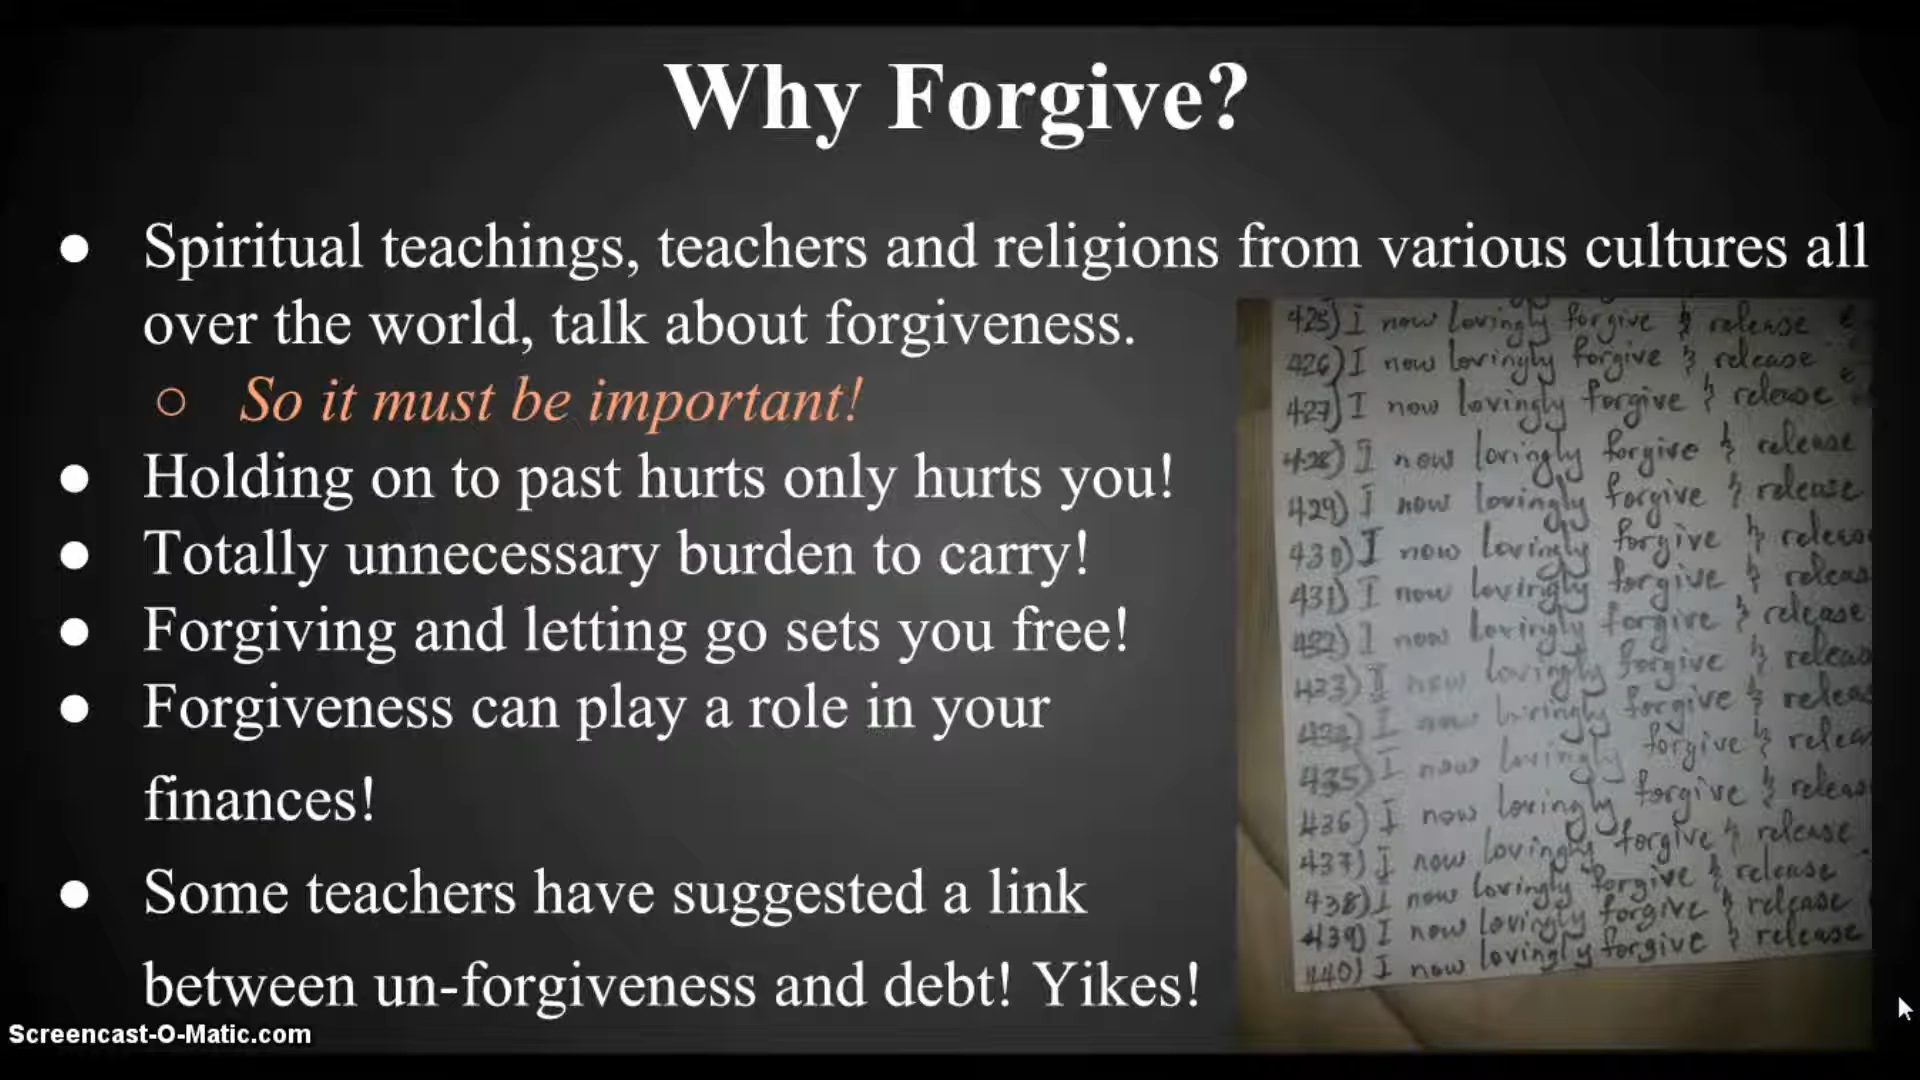 Why Forgive?
● Spiritual teachings, teachers and religions from various cultures all
over the world, talk about forgiveness.
○ So it must be important!
● Holding on to past hurts only hurts you!
● Totally unnecessary burden to carry!
● Forgiving and letting go sets you free!
● Forgiveness can play a role in your
finances!
● Some teachers have suggested a link
between un-forgiveness and debt! Yikes!
425) I now lovingly forgive & release
426) I now lovingly forgive & release
427) I now lovingly forgive & release
428) I now lovingly forgive & release
429) I now lovingly forgive & release
430) I now lovingly forgive & release
431) I now lovingly forgive & releas
432) I now lovingly forgive & release
433) I now lovingly forgive & releas
434) I now lovingly forgive & releas
435) I now lovingly forgive & releas
436) I now lovingly forgive & releas
437) I now lovingly forgive & release
438) I now lovingly forgive & release
439) I now lovingly forgive & release
440) I now lovingly forgive & release
Screencast-O-Matic.com